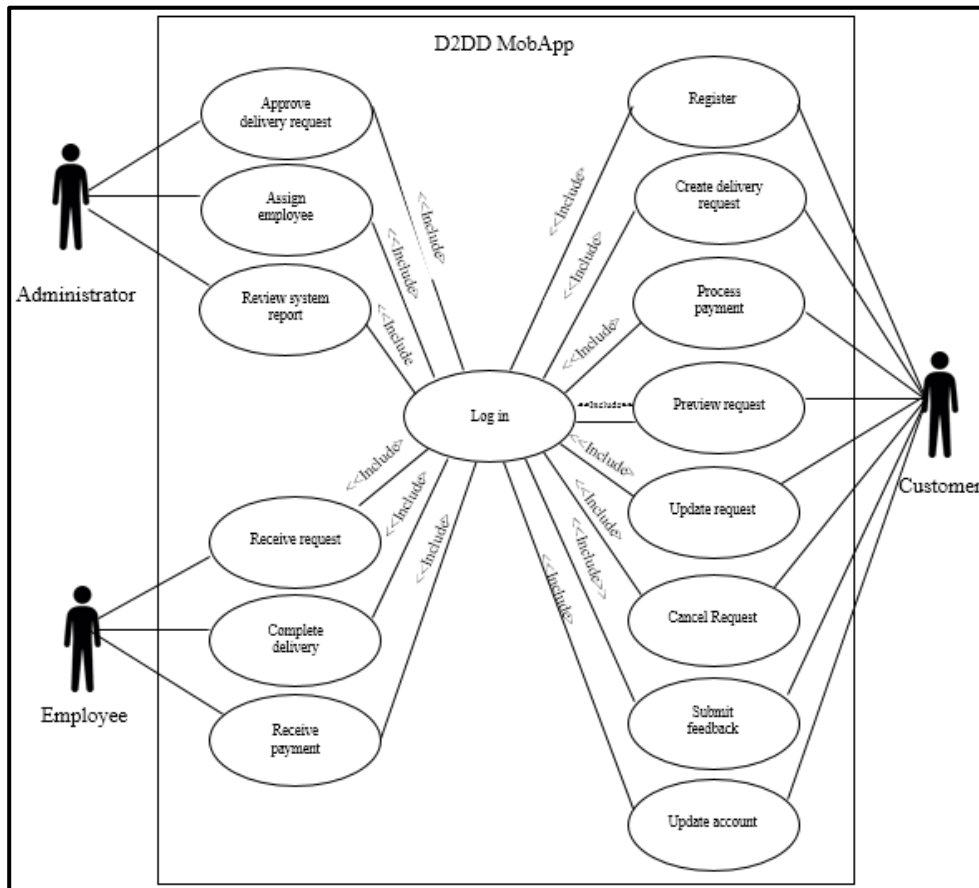 D2DD MobApp
Approve
delivery request
Assign
employee
Review system
report
Administrator
<<Include>
<<Include>
<<Include
Register
Create delivery
request
Process
payment
Preview request
Update request
Cancel Request
Submit
feedback
Update account
Customer
<<Include>
<<Include>
<<Include>
<<Include>>
<<Include>
<<Include>
<<Include>>
<<Include>
Log in
Receive request
Complete
delivery
Receive
payment
Employee
<<Include>
<<Include>
<<Include>